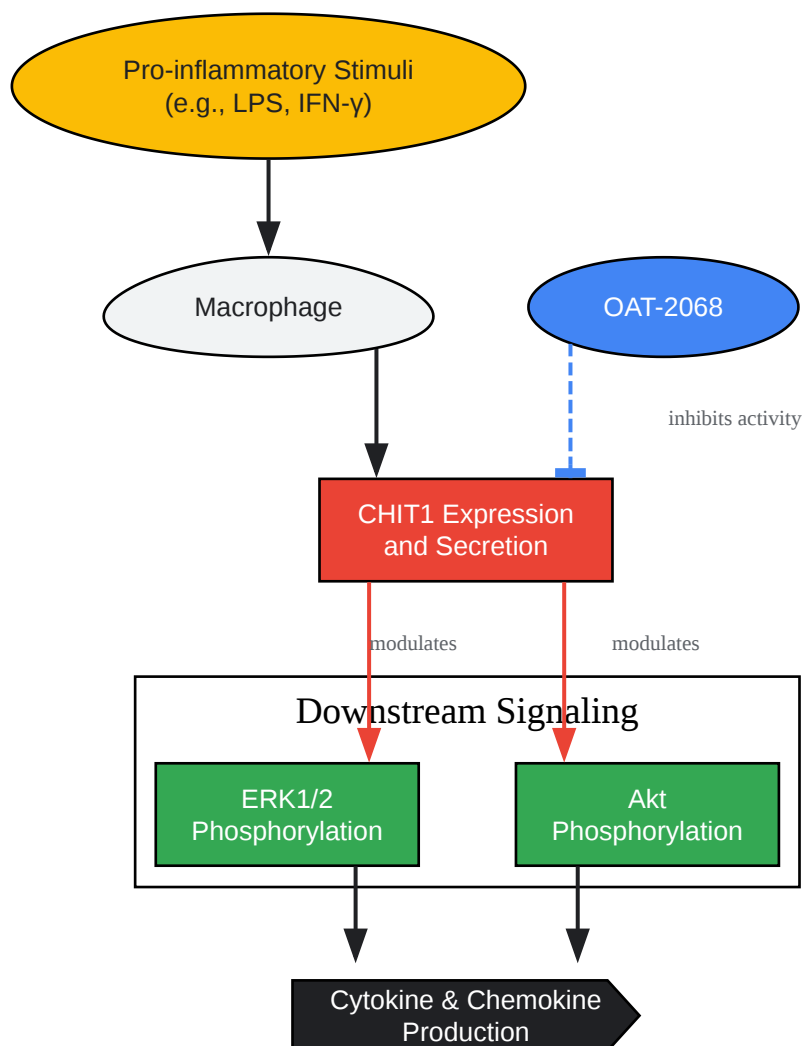 Pro-inflammatory Stimuli
(e.g., LPS, IFN-γ)
Macrophage
OAT-2068
inhibits activity
CHIT1 Expression
and Secretion
modulates
modulates
Downstream Signaling
ERK1/2
Phosphorylation
Akt
Phosphorylation
Cytokine & Chemokine
Production